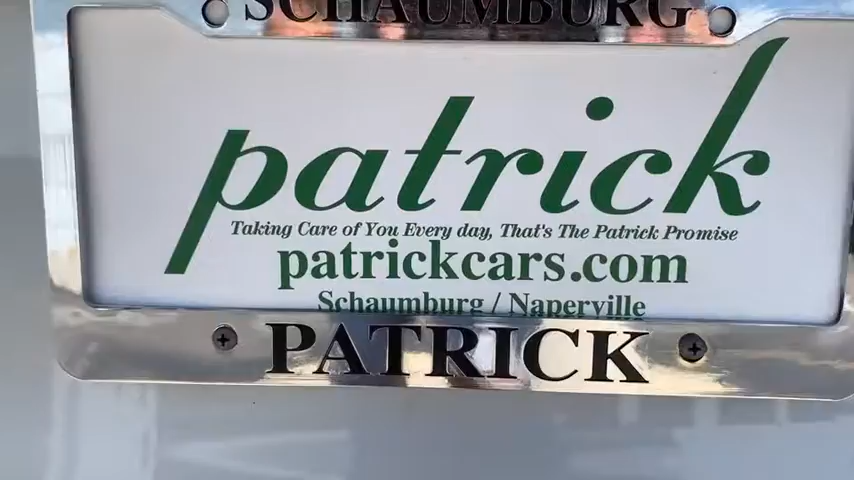 SCHAUMBURG
patrick
Taking Care of You Every day, That's The Patrick Promise
patrickcars.com
Schaumburg / Naperville
PATRICK